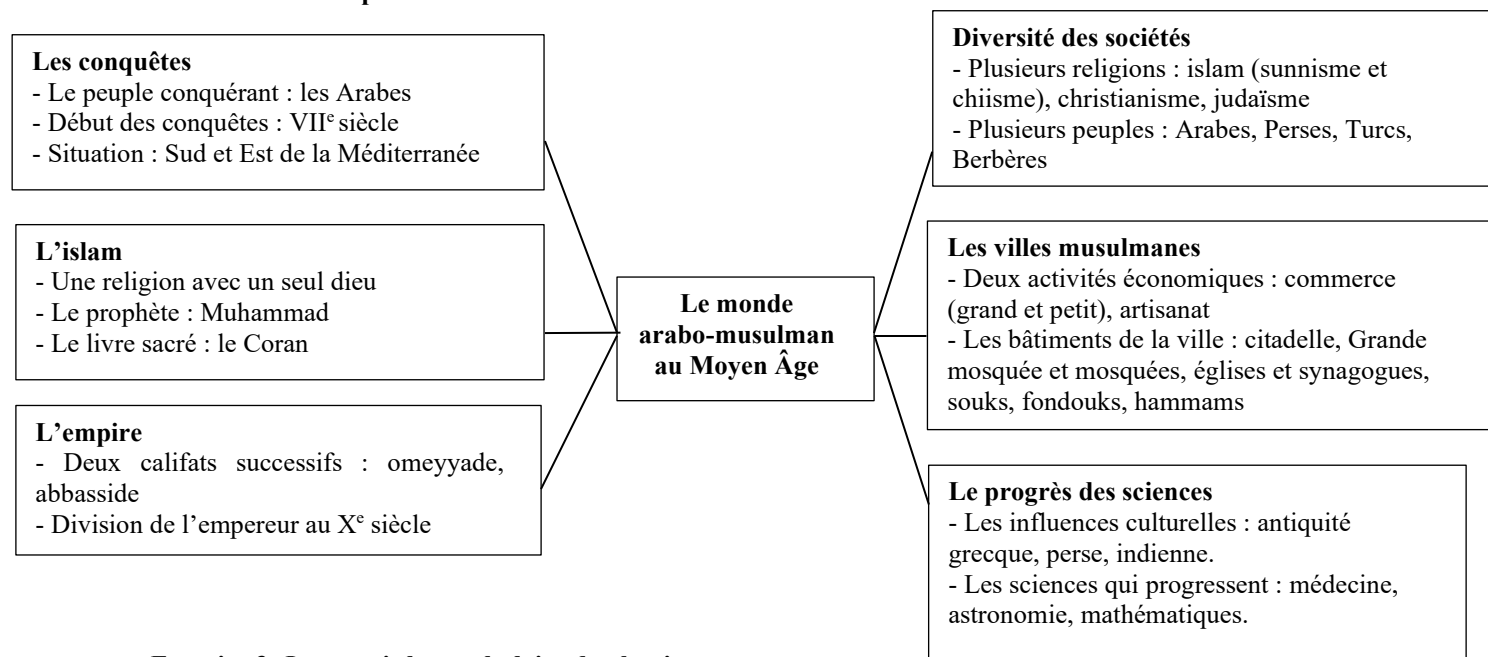 Les conquêtes
- Le peuple conquérant : les Arabes
- Début des conquêtes : VIIe siècle
- Situation : Sud et Est de la Méditerranée
L’islam
- Une religion avec un seul dieu
- Le prophète : Muhammad
- Le livre sacré : le Coran
L’empire
- Deux califats successifs : omeyyade,
abbasside
- Division de l’empereur au Xe siècle
Le monde
arabo-musulman
au Moyen Âge
Diversité des sociétés
- Plusieurs religions : islam (sunnisme et
chiisme), christianisme, judaïsme
- Plusieurs peuples : Arabes, Perses, Turcs,
Berbères
Les villes musulmanes
- Deux activités économiques : commerce
(grand et petit), artisanat
- Les bâtiments de la ville : citadelle, Grande
mosquée et mosquées, églises et synagogues,
souks, fondouks, hammams
Le progrès des sciences
- Les influences culturelles : antiquité
grecque, perse, indienne.
- Les sciences qui progressent : médecine,
astronomie, mathématiques.